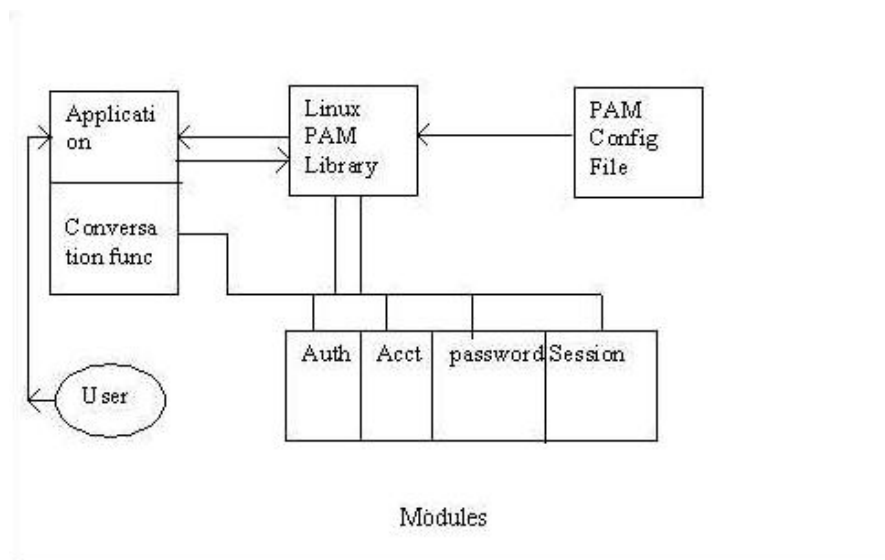 Applicati
on
Linux
PAM
Library
PAM
Config
File
Conversa
tion func
Auth
Acct
password
Session
User
Modules